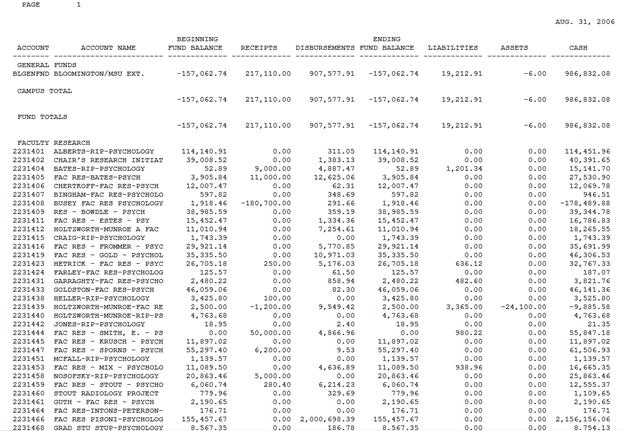 PAGE 1
AUG. 31, 2006
BEGINNING ENDING
ACCOUNT ACCOUNT NAME FUND BALANCE RECEIPTS DISBURSEMENTS FUND BALANCE LIABILITIES ASSETS CASH
GENERAL FUNDS
BLGENFND BLOOMINGTON/MSU EXT. -157,062.74 217,110.00 907,577.91 -157,062.74 19,212.91 -6.00 986,832.08
CAMPUS TOTAL
-157,062.74 217,110.00 907,577.91 -157,062.74 19,212.91 -6.00 986,832.08
FUND TOTALS
-157,062.74 217,110.00 907,577.91 -157,062.74 19,212.91 -6.00 986,832.08
FACULTY RESEARCH
2231401 ALBERTS-RIP-PSYCHOLOGY 114,140.91 0.00 311.05 114,140.91 0.00 0.00 114,451.96
2231402 CHAIR'S RESEARCH INITIAT 39,008.52 0.00 1,383.13 39,008.52 0.00 0.00 40,391.65
2231404 BATES-RIP-PSYCHOLOGY 52.89 9,000.00 4,887.47 52.89 1,201.34 0.00 15,141.70
2231405 FAC RES-BATES-PSYCH 3,905.84 11,000.00 12,625.06 3,905.84 0.00 0.00 27,530.90
2231406 CHERTKOFF-FAC RES-PSYCH 12,007.47 0.00 62.31 12,007.47 0.00 0.00 12,069.78
2231407 BINGHAM-FAC RES-PSYCHOLO 597.82 0.00 348.69 597.82 0.00 0.00 946.51
2231408 BUSEY FAC RES PSYCHOLOGY 1,918.46 -180,700.00 291.66 1,918.46 0.00 0.00 -178,489.88
2231409 RES - BOWDLE - PSYCH 38,985.59 0.00 359.19 38,985.59 0.00 0.00 39,344.78
2231411 FAC RES - ESTES - PSY 15,452.47 0.00 1,334.36 15,452.47 0.00 0.00 16,786.83
2231412 HOLTZWORTH-MUNROE A FAC 11,010.94 0.00 7,254.61 11,010.94 0.00 0.00 18,265.55
2231415 CRAIG-RIP-PSYCHOLOGY 1,743.39 0.00 0.00 1,743.39 0.00 0.00 1,743.39
2231416 FAC RES - FROMMER - PSYC 29,921.14 0.00 5,770.85 29,921.14 0.00 0.00 35,691.99
2231419 FAC RES - GOLD - PSYCHOL 35,335.50 0.00 10,971.03 35,335.50 0.00 0.00 46,306.53
2231423 HETRICK - FAC RES - PSYC 26,705.18 250.00 5,176.03 26,705.18 636.12 0.00 32,767.33
2231424 FARLEY-FAC RES-PSYCHOLOG 125.57 0.00 61.50 125.57 0.00 0.00 187.07
2231431 GARRAGHTY-FAC RES-PSYCHO 2,480.22 0.00 858.94 2,480.22 482.60 0.00 3,821.76
2231433 GOLDSTON-FAC RES-PSYCH 46,059.06 0.00 82.30 46,059.06 0.00 0.00 46,141.36
2231438 HELLER-RIP-PSYCHOLOGY 3,425.80 100.00 0.00 3,425.80 0.00 0.00 3,525.80
2231439 HOLTZWORTH-MUNROE-FAC RE 2,500.00 -1,200.00 9,549.42 2,500.00 3,365.00 -24,100.00 -9,885.58
2231440 HOLTZWORTH-MUNROE-RIP-PS 4,763.68 0.00 0.00 4,763.68 0.00 0.00 4,763.68
2231442 JONES-RIP-PSYCHOLOGY 18.95 0.00 2.40 18.95 0.00 0.00 21.35
2231444 FAC RES - SMITH, E. - PS 0.00 50,000.00 4,866.96 0.00 980.22 0.00 55,847.18
2231445 FAC RES - KRUSCH - PSYCH 11,897.02 0.00 0.00 11,897.02 0.00 0.00 11,897.02
2231447 FAC RES - SPORNS - PSYCH 55,297.40 6,200.00 9.53 55,297.40 0.00 0.00 61,506.93
2231451 MCFALL-RIP-PSYCHOLOGY 1,139.57 0.00 0.00 1,139.57 0.00 0.00 1,139.57
2231453 FAC RES - MIX - PSYCHOLO 11,089.50 0.00 4,636.89 11,089.50 938.96 0.00 16,665.35
2231458 NOSOFSKY-RIP-PSYCHOLOGY 20,863.46 5,000.00 0.00 20,863.46 0.00 0.00 25,863.46
2231459 FAC RES - STOUT - PSYCHO 6,060.74 280.40 6,214.23 6,060.74 0.00 0.00 12,555.37
2231460 STOUT RADIOLOGY PROJECT 779.96 0.00 329.69 779.96 0.00 0.00 1,109.65
2231461 GUTH - FAC RES - PSYCH 2,190.65 0.00 0.00 2,190.65 0.00 0.00 2,190.65
2231464 FAC RES-INTONS-PETERSON- 176.71 0.00 0.00 176.71 0.00 0.00 176.71
2231466 FAC RES PISONI-PSYCHOLOG 155,457.67 0.00 2,000,698.39 155,457.67 0.00 0.00 2,156,156.06
2231468 GRAD STU STUP-PSYCHOLOGY 8,567.35 0.00 186.78 8,567.35 0.00 0.00 8,754.13